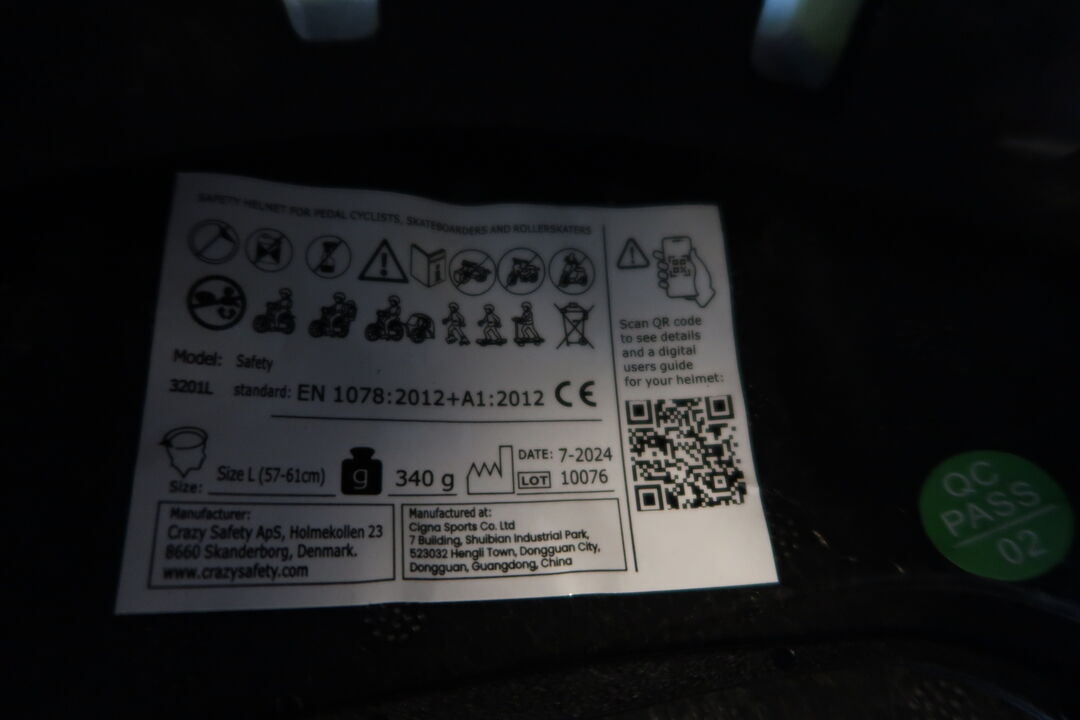 SAFETY HELMET FOR PEDAL CYCLISTS, SKATEBOARDERS AND ROLLERSKATERS
Model: Safety
3201L standard: EN 1078:2012+A1:2012 CE
Size: Size L (57-61cm) g 340 g
DATE: 7-2024
LOT 10076
Manufacturer:
Crazy Safety ApS, Holmekollen 23
8660 Skanderborg, Denmark.
www.crazysafety.com
Manufactured at:
Cigna Sports Co. Ltd
7 Building, Shuibian Industrial Park,
523032 Hengli Town, Dongguan City,
Dongguan, Guangdong, China
Scan QR code
to see details
and a digital
users guide
for your helmet:
QC
PASS
02